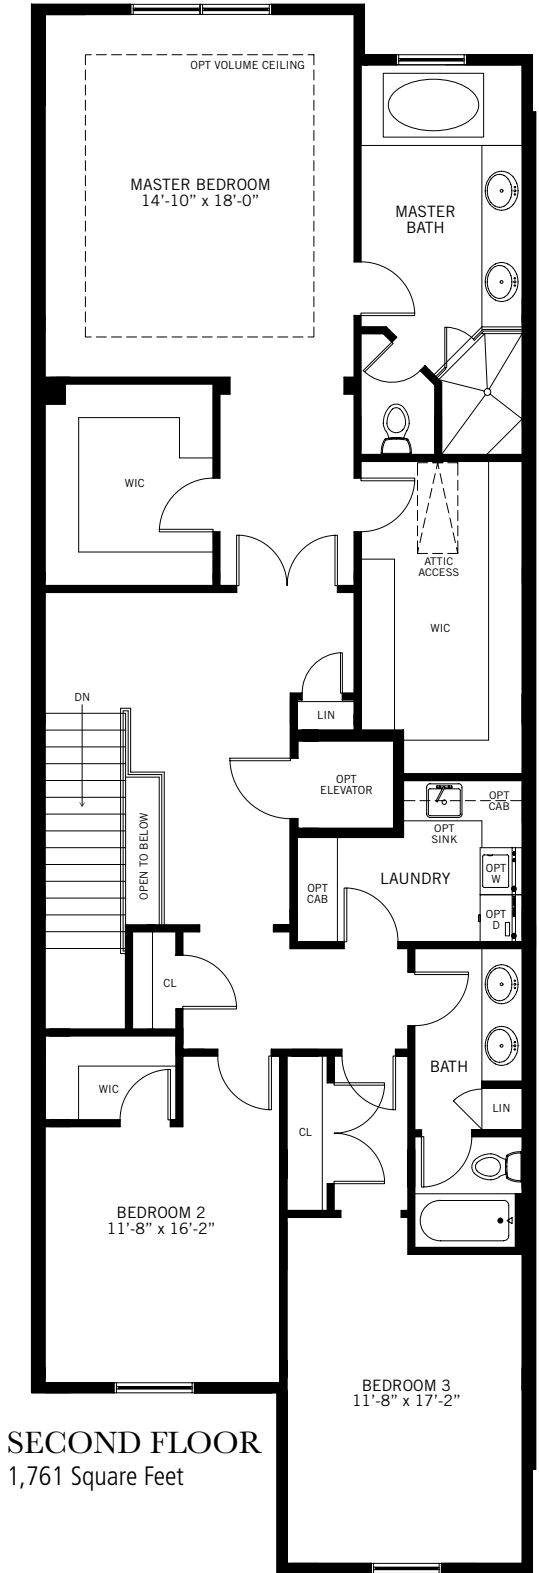 OPT VOLUME CEILING
MASTER BEDROOM
14'-10" x 18'-0"
MASTER
BATH
WIC
ATTIC
ACCESS
WIC
DN
LIN
OPT
ELEVATOR
OPT
CAB
OPT
SINK
OPEN TO BELOW
OPT
CAB
LAUNDRY
OPT
W
OPT
D
CL
BATH
WIC
LIN
CL
BEDROOM 2
11'-8" x 16'-2"
BEDROOM 3
11'-8" x 17'-2"
SECOND FLOOR
1,761 Square Feet